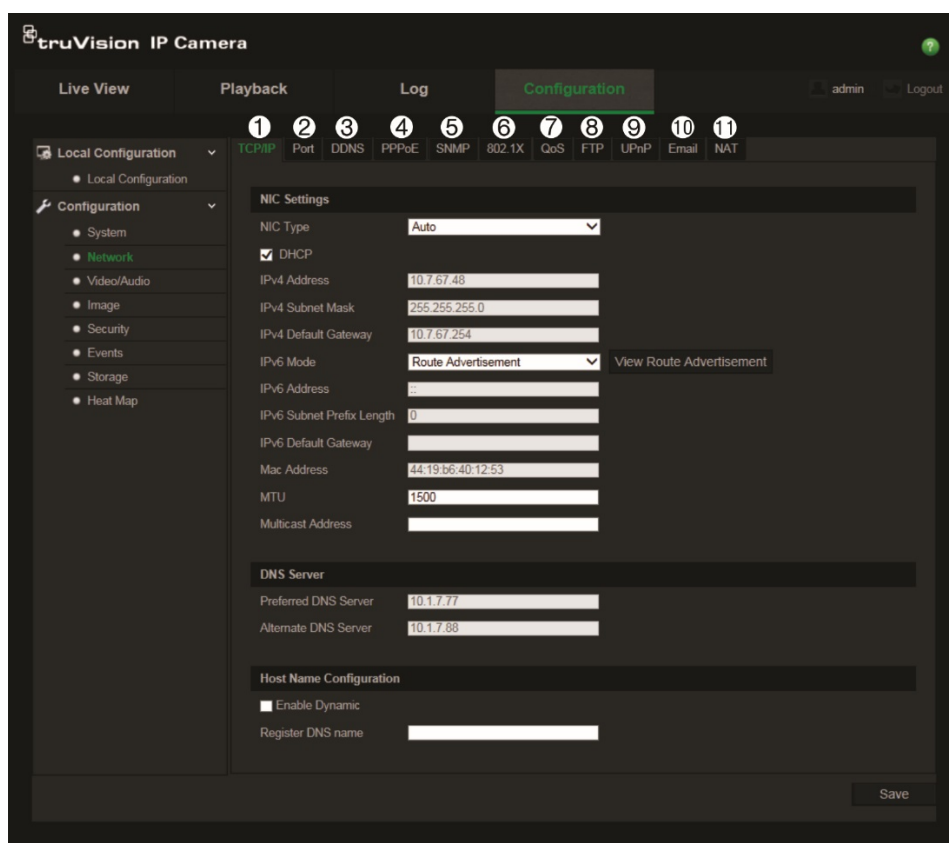 truVision IP Camera
?
Live View Playback Log Configuration admin Logout
1 2 3 4 5 6 7 8 9 10 11
TCP/IP Port DDNS PPPoE SNMP 802.1X QoS FTP UPnP Email NAT
Local Configuration
Local Configuration
Configuration
System
Network
Video/Audio
Image
Security
Events
Storage
Heat Map
NIC Settings
NIC Type Auto
DHCP
IPv4 Address 10.7.67.48
IPv4 Subnet Mask 255.255.255.0
IPv4 Default Gateway 10.7.67.254
IPv6 Mode Route Advertisement View Route Advertisement
IPv6 Address ::
IPv6 Subnet Prefix Length 0
IPv6 Default Gateway
Mac Address 44:19:b6:40:12:53
MTU 1500
Multicast Address
DNS Server
Preferred DNS Server 10.1.7.77
Alternate DNS Server 10.1.7.88
Host Name Configuration
Enable Dynamic
Register DNS name
Save